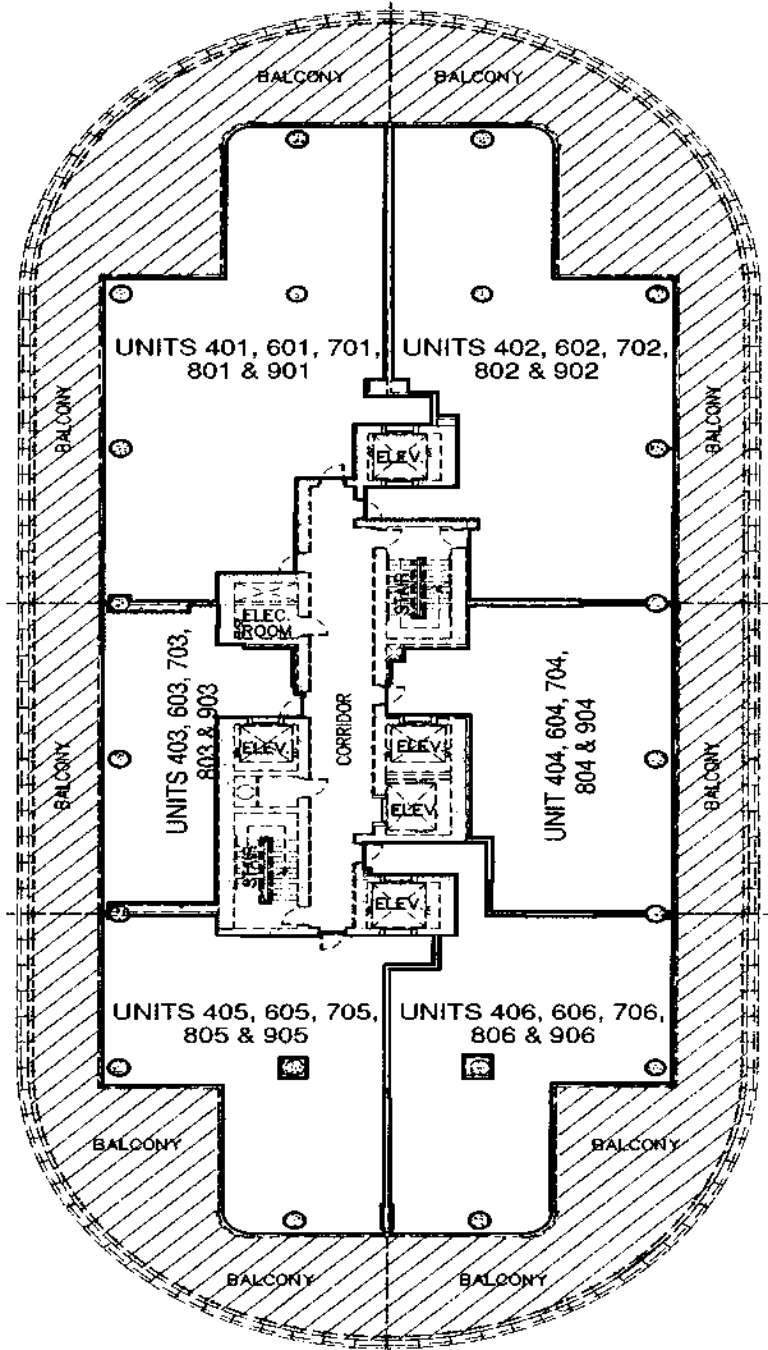 BALCONY
BALCONY
UNITS 401, 601, 701,
801 & 901
UNITS 402, 602, 702,
802 & 902
BALCONY
BALCONY
ELEV
STAIR
ELEC
ROOM
UNITS 403, 603, 703,
803 & 903
CORRIDOR
ELEV
ELEV
ELEV
UNIT 404, 604, 704,
804 & 904
BALCONY
BALCONY
STAIR
ELEV
UNITS 405, 605, 705,
805 & 905
UNITS 406, 606, 706,
806 & 906
BALCONY
BALCONY
BALCONY
BALCONY